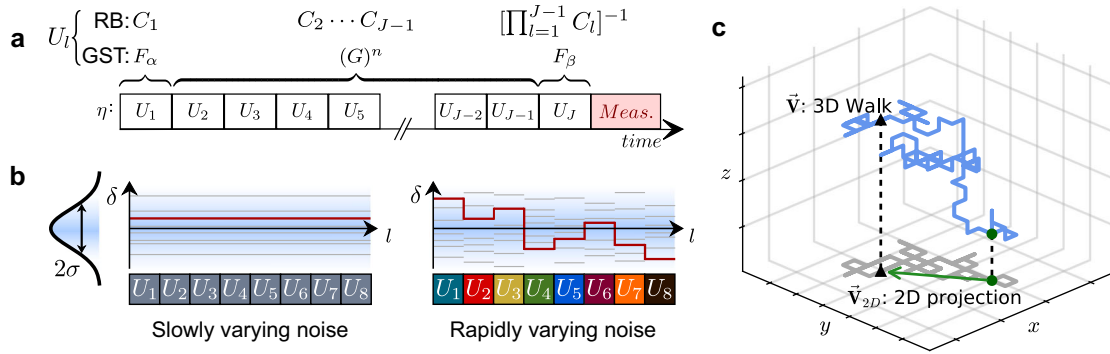 a
U_l { RB: C_1 C_2 ⋯ C_{J−1} [∏_{l=1}^{J−1} C_l]^{−1}
GST: F_α (G)^n F_β
η: U_1 U_2 U_3 U_4 U_5 // U_{J−2} U_{J−1} U_J Meas.
time
b
2σ
δ
l
U_1 U_2 U_3 U_4 U_5 U_6 U_7 U_8
Slowly varying noise
δ
l
U_1 U_2 U_3 U_4 U_5 U_6 U_7 U_8
Rapidly varying noise
c
v⃗: 3D Walk
z
v⃗_{2D}: 2D projection
y
x